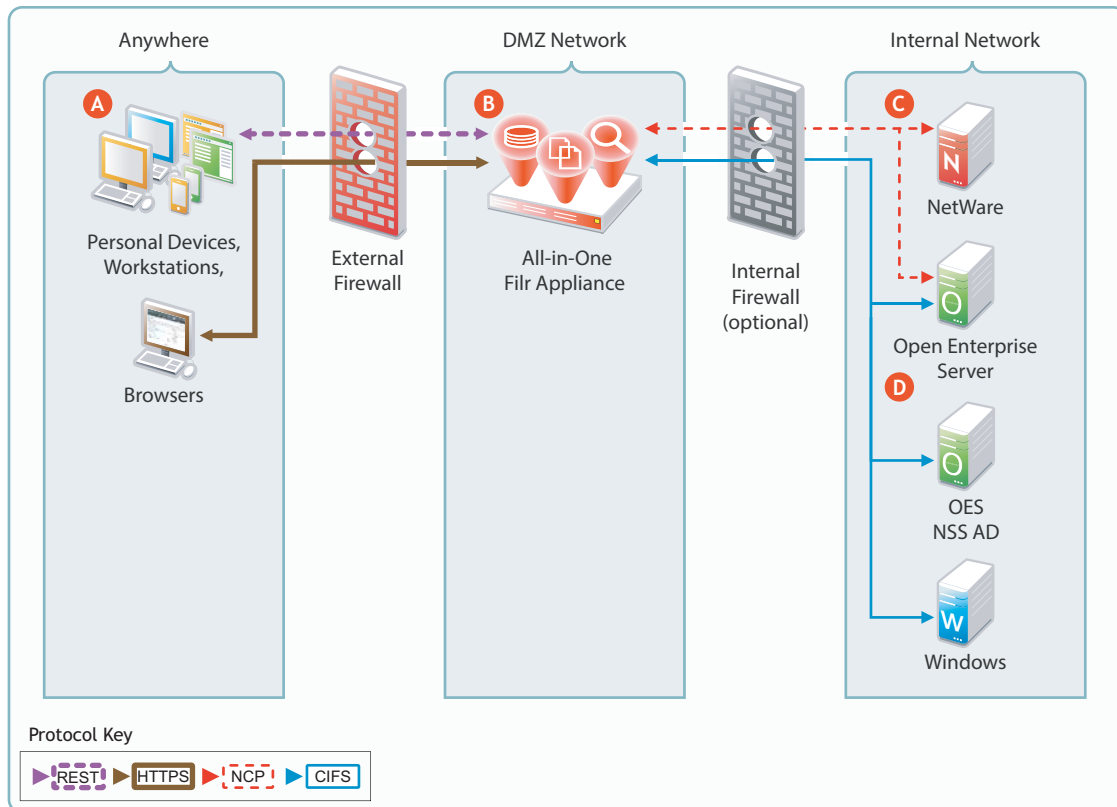 Anywhere
DMZ Network
Internal Network
A
B
C
N
NetWare
Personal Devices,
Workstations,
External
Firewall
All-in-One
Filr Appliance
Internal
Firewall
(optional)
O
Open Enterprise
Server
Browsers
D
O
OES
NSS AD
W
Windows
Protocol Key
REST
HTTPS
NCP
CIFS